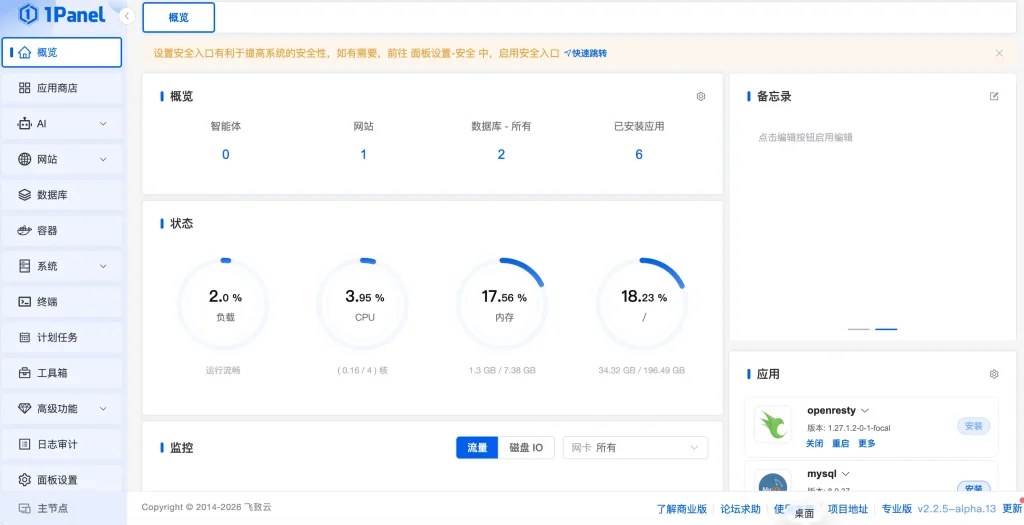 1Panel
概览
概览
应用商店
AI
网站
数据库
容器
系统
终端
计划任务
工具箱
高级功能
日志审计
面板设置
主节点
设置安全入口有利于提高系统的安全性，如有需要，前往 面板设置-安全 中，启用安全入口 快速跳转
概览
智能体 网站 数据库 - 所有 已安装应用
0 1 2 6
状态
2.0 % 3.95 % 17.56 % 18.23 %
负载 CPU 内存 /
运行流畅 ( 0.16 / 4 ) 核 1.3 GB / 7.38 GB 34.32 GB / 196.49 GB
监控 流量 磁盘 IO 网卡 所有
备忘录
点击编辑按钮启用编辑
应用
openresty
版本: 1.27.1.2-0-1-focal
安装
关闭 重启 更多
mysql
安装
Copyright © 2014-2026 飞致云
了解商业版 论坛求助 项目地址 专业版 v2.2.5-alpha.13 更新
桌面